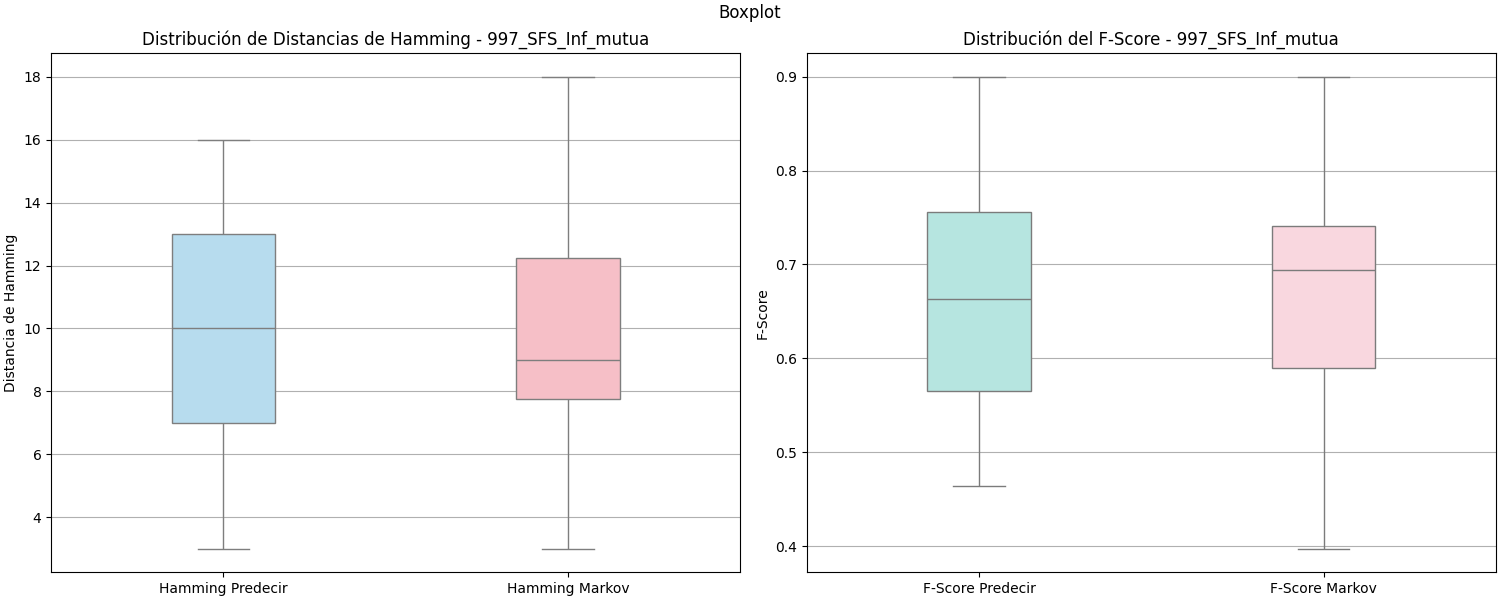 Boxplot
Distribución de Distancias de Hamming - 997_SFS_Inf_mutua
Distancia de Hamming
18
16
14
12
10
8
6
4
Hamming Predecir
Hamming Markov
Distribución del F-Score - 997_SFS_Inf_mutua
F-Score
0.9
0.8
0.7
0.6
0.5
0.4
F-Score Predecir
F-Score Markov